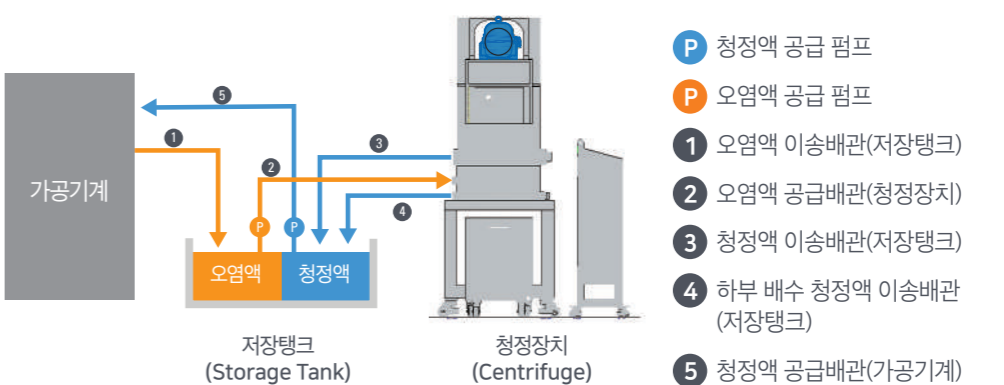 가공기계
5
1
2
3
4
P
P
오염액
청정액
저장탱크
(Storage Tank)
청정장치
(Centrifuge)
P 청정액 공급 펌프
P 오염액 공급 펌프
1 오염액 이송배관(저장탱크)
2 오염액 공급배관(청정장치)
3 청정액 이송배관(저장탱크)
4 하부 배수 청정액 이송배관
(저장탱크)
5 청정액 공급배관(가공기계)